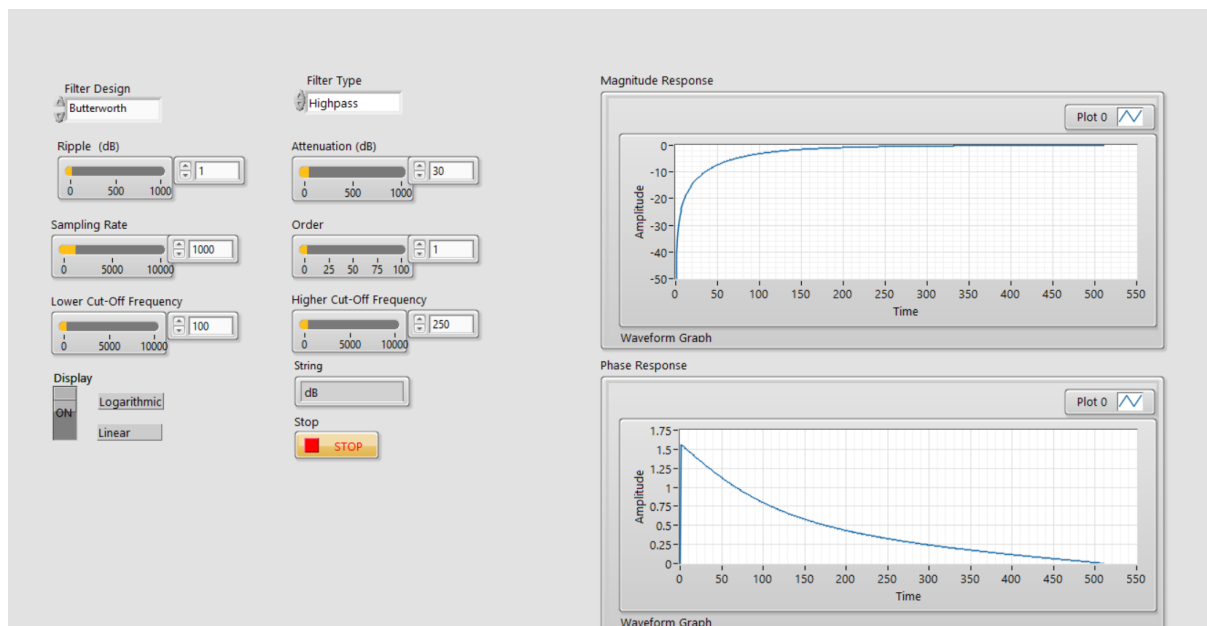 Filter Design
Butterworth
Filter Type
Highpass
Ripple (dB)
1
0 500 1000
Attenuation (dB)
30
0 500 1000
Sampling Rate
1000
0 5000 10000
Order
1
0 25 50 75 100
Lower Cut-Off Frequency
100
0 5000 10000
Higher Cut-Off Frequency
250
0 5000 10000
Display
ON
Logarithmic
Linear
String
dB
Stop
STOP
Magnitude Response
Plot 0
Amplitude
0
-10
-20
-30
-40
-50
0 50 100 150 200 250 300 350 400 450 500 550
Time
Waveform Graph
Phase Response
Plot 0
Amplitude
1.75
1.5
1.25
1
0.75
0.5
0.25
0
0 50 100 150 200 250 300 350 400 450 500 550
Time
Waveform Graph